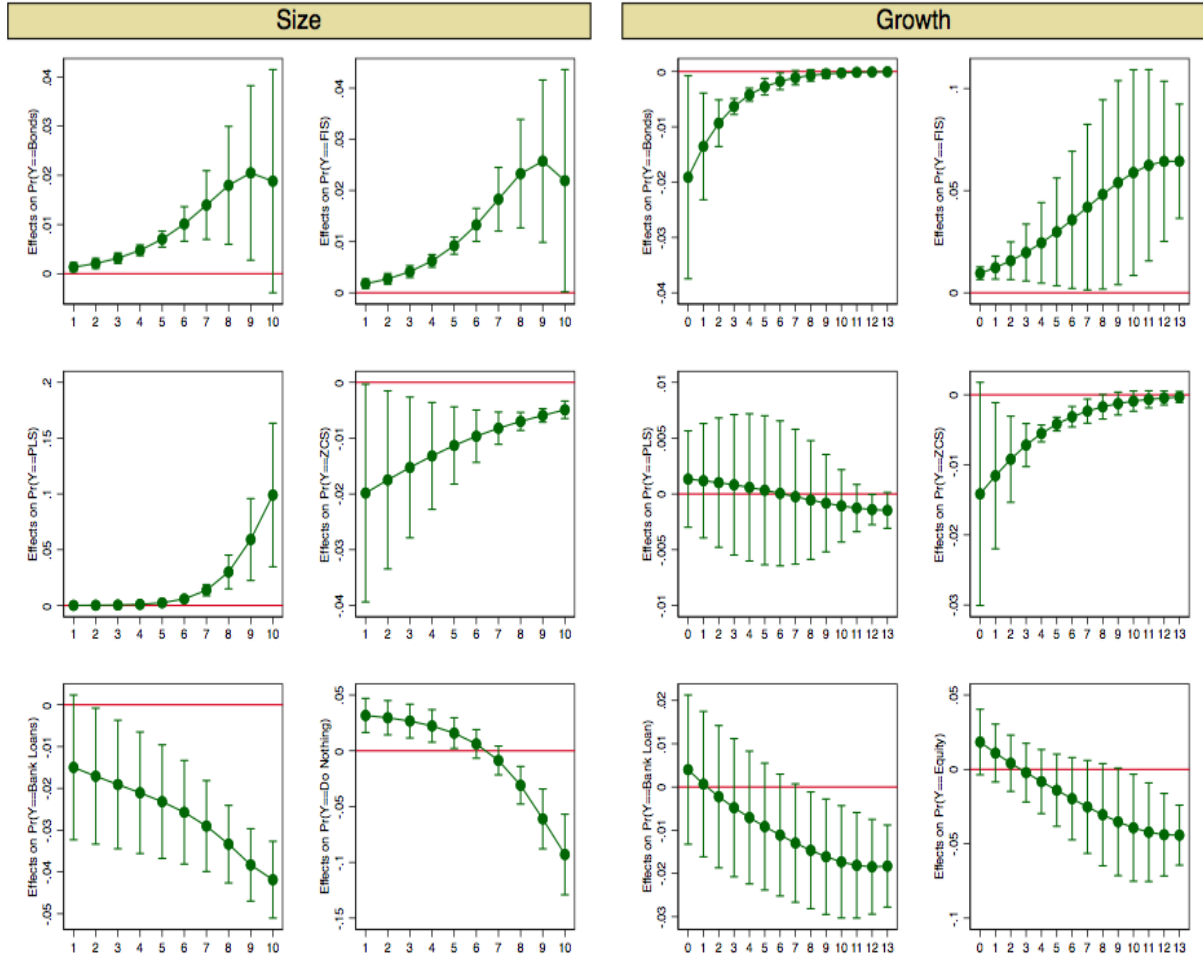 Size
Growth
Effects on Pr(Y==Bonds)
0 .01 .02 .03 .04
1 2 3 4 5 6 7 8 9 10
Effects on Pr(Y==FIS)
0 .01 .02 .03 .04
1 2 3 4 5 6 7 8 9 10
Effects on Pr(Y==Bonds)
-.04 -.03 -.02 -.01 0
0 1 2 3 4 5 6 7 8 9 10 11 12 13
Effects on Pr(Y==FIS)
0 .05 .1
0 1 2 3 4 5 6 7 8 9 10 11 12 13
Effects on Pr(Y==PLS)
0 .05 .1 .2
1 2 3 4 5 6 7 8 9 10
Effects on Pr(Y==ZCS)
-.04 -.03 -.02 -.01 0
1 2 3 4 5 6 7 8 9 10
Effects on Pr(Y==PLS)
-.01 -.005 0 .005 .01
0 1 2 3 4 5 6 7 8 9 10 11 12 13
Effects on Pr(Y==ZCS)
-.03 -.02 -.01 0
0 1 2 3 4 5 6 7 8 9 10 11 12 13
Effects on Pr(Y==Bank Loans)
-.05 -.04 -.03 -.02 -.01 0
1 2 3 4 5 6 7 8 9 10
Effects on Pr(Y==Do Nothing)
-.15 -.1 -.05 0 .05
1 2 3 4 5 6 7 8 9 10
Effects on Pr(Y==Bank Loan)
-.03 -.02 -.01 0 .01 .02
0 1 2 3 4 5 6 7 8 9 10 11 12 13
Effects on Pr(Y==Equity)
-.1 -.05 0 .05
0 1 2 3 4 5 6 7 8 9 10 11 12 13